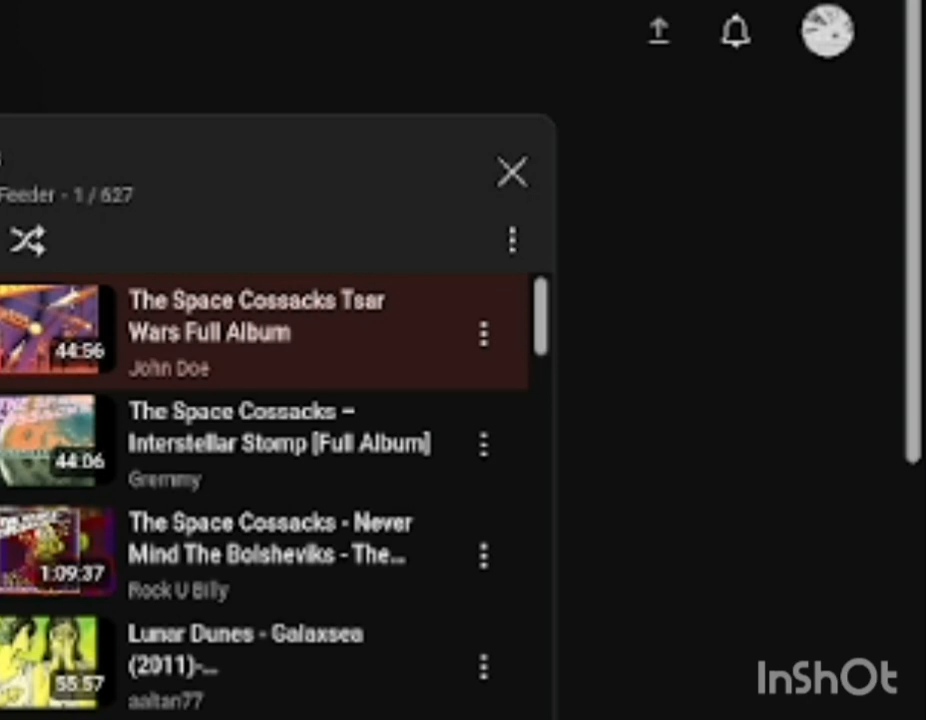 Feeder - 1 / 627
The Space Cossacks Tsar
Wars Full Album
44:56
John Doe
The Space Cossacks –
Interstellar Stomp [Full Album]
44:06
Gremmy
The Space Cossacks - Never
Mind The Bolsheviks - The...
1:09:37
Rock U Billy
Lunar Dunes - Galaxsea
(2011)-...
55:57
aaltan77
InShOt